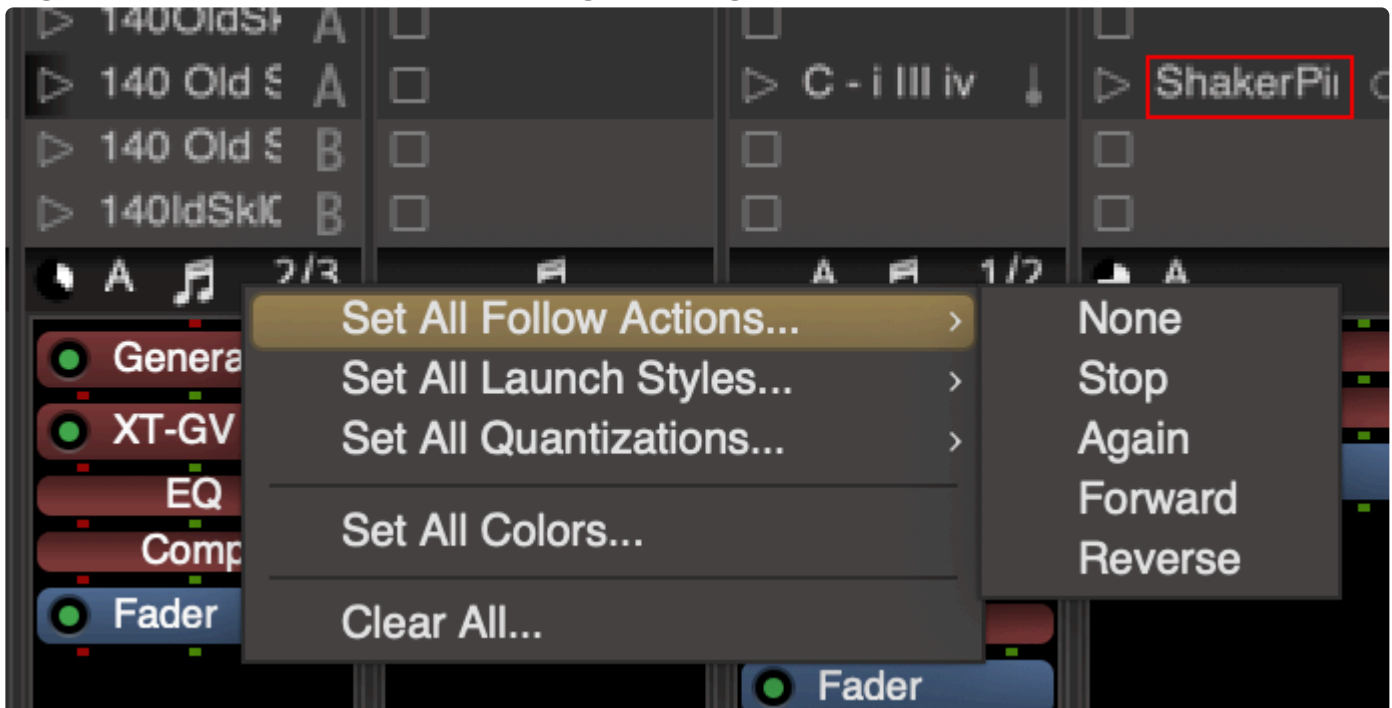 140 Old S A
C - i III iv
ShakerPi
140 Old S B
B
A 2/3
A 1/2
A
Set All Follow Actions...
None
Genera
Set All Launch Styles...
Stop
XT-GV
Set All Quantizations...
Again
EQ
Forward
Set All Colors...
Comp
Reverse
Fader
Clear All...
Fader